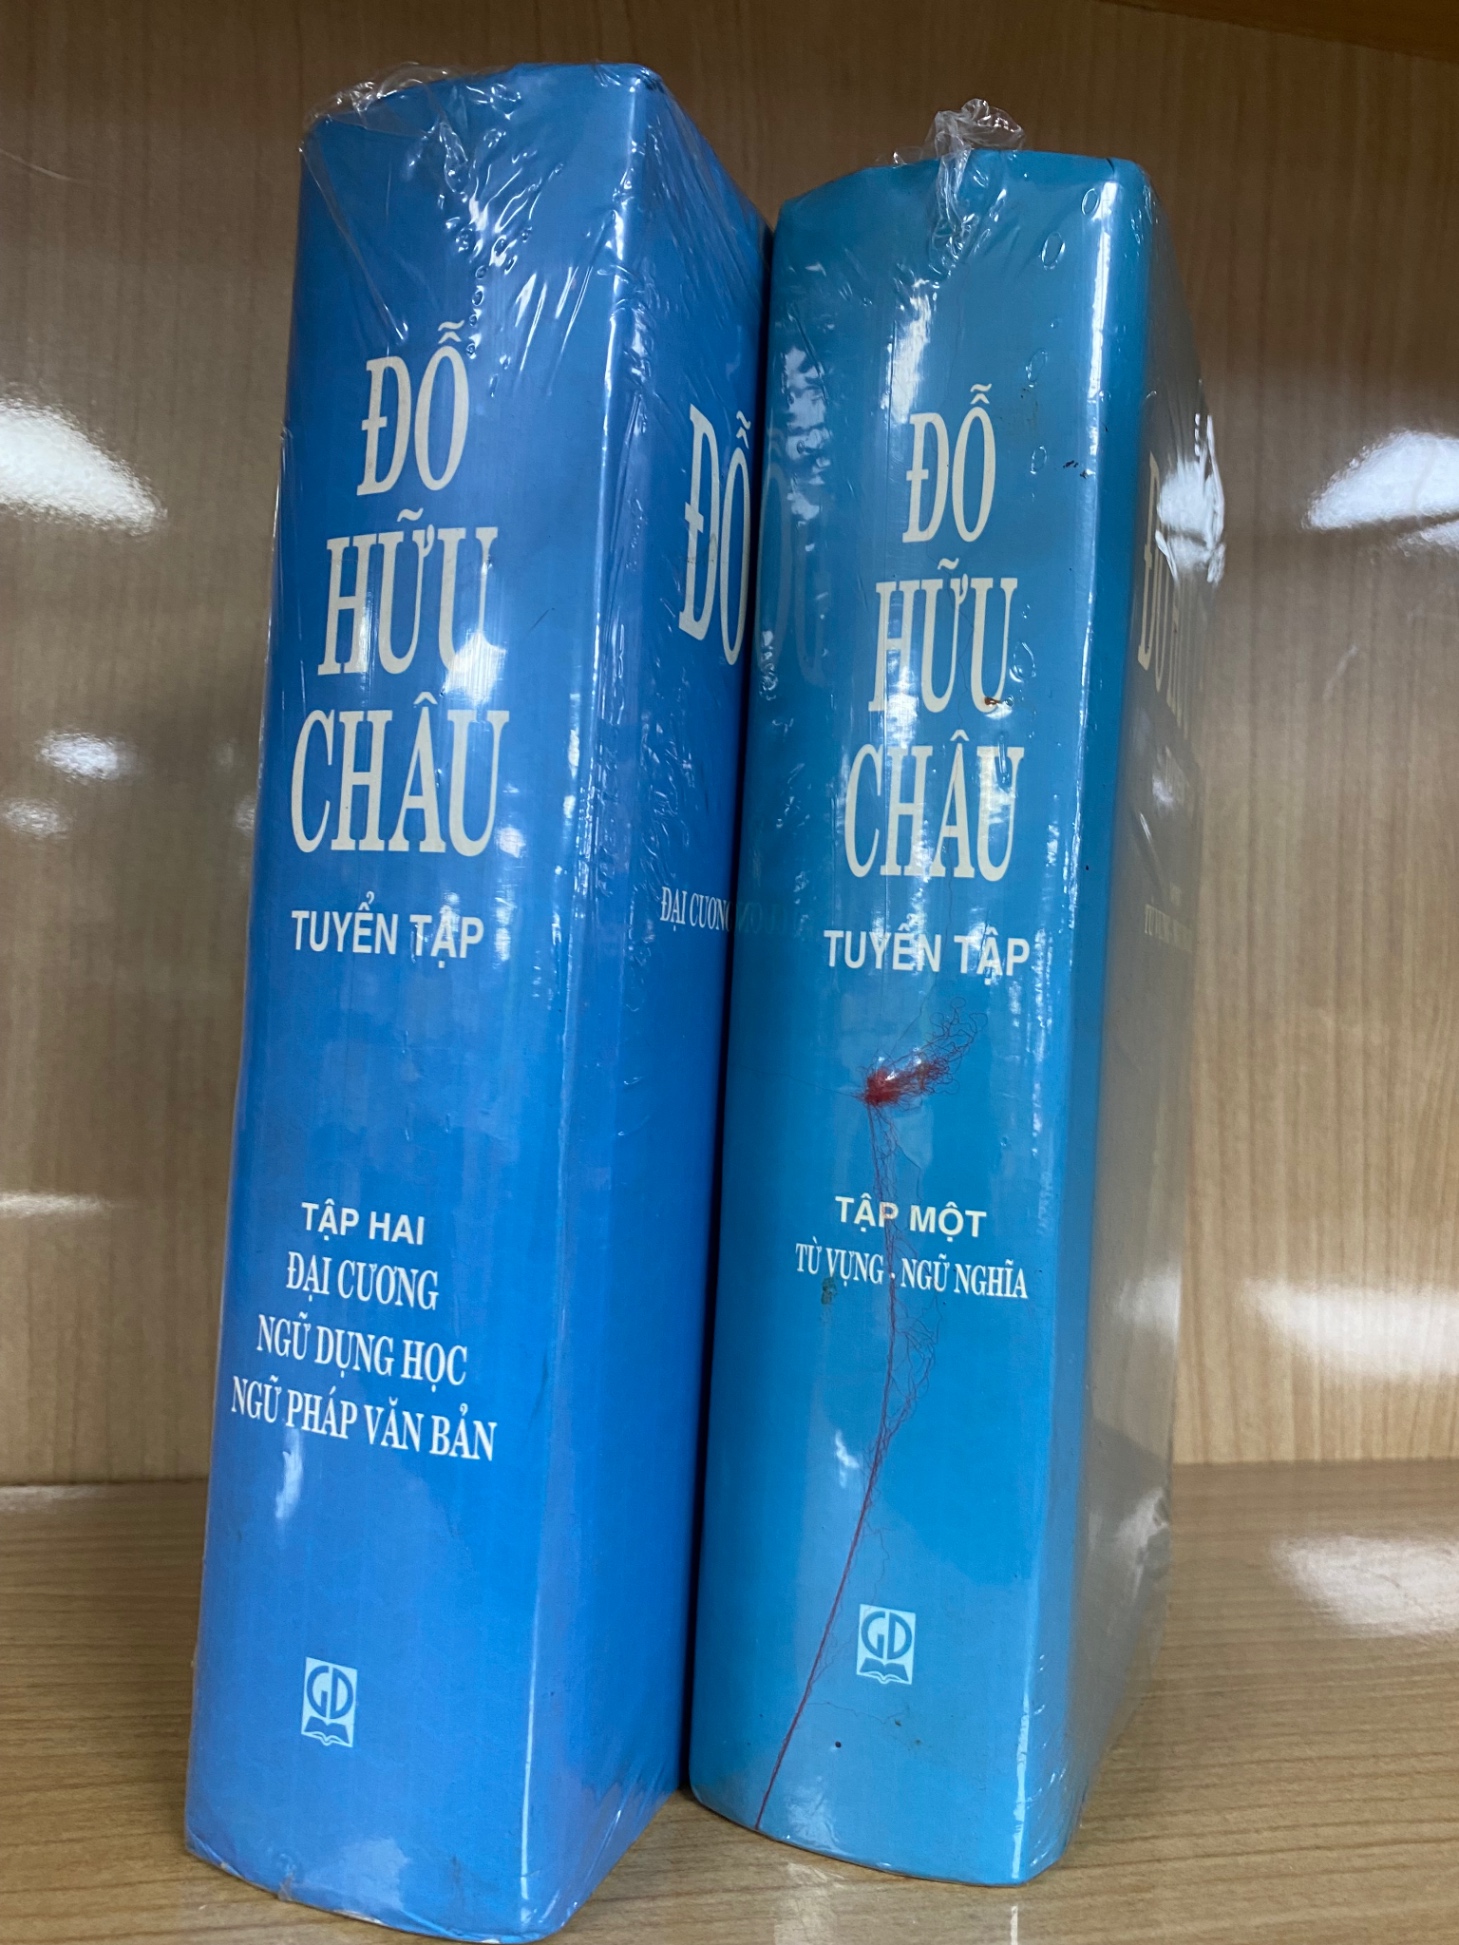 ĐỖ
HỮU
CHÂU
TUYỂN TẬP
TẬP HAI
ĐẠI CƯƠNG
NGỮ DỤNG HỌC
NGỮ PHÁP VĂN BẢN
GD
ĐỖ
ĐẠI CƯƠNG
ĐỖ
HỮU
CHÂU
TUYỂN TẬP
TẬP MỘT
TỪ VỰNG - NGỮ NGHĨA
GD
ĐỖ